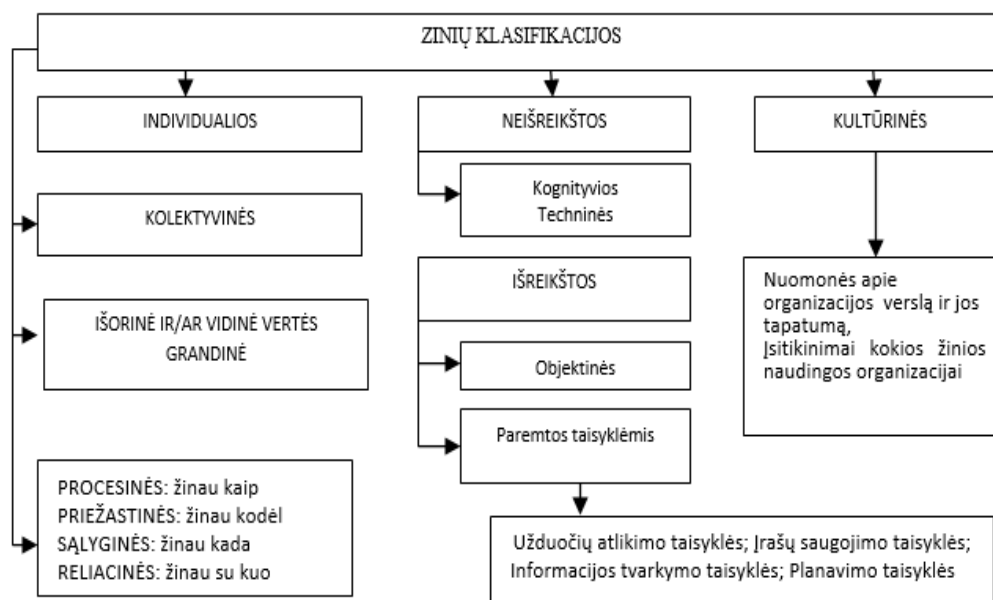 ZINIŲ KLASIFIKACIJOS
INDIVIDUALIOS
NEIŠREIKŠTOS
KULTŪRINĖS
Kognityvios
Techninės
KOLEKTYVINĖS
IŠREIKŠTOS
Nuomonės apie
organizacijos verslą ir jos
tapatumą,
Įsitikinimai kokios žinios
naudingos organizacijai
IŠORINĖ IR/AR VIDINĖ VERTĖS
GRANDINĖ
Objektinės
Paremtos taisyklėmis
PROCESINĖS: žinau kaip
PRIEŽASTINĖS: žinau kodėl
SĄLYGINĖS: žinau kada
RELIACINĖS: žinau su kuo
Užduočių atlikimo taisyklės; Įrašų saugojimo taisyklės;
Informacijos tvarkymo taisyklės; Planavimo taisyklės